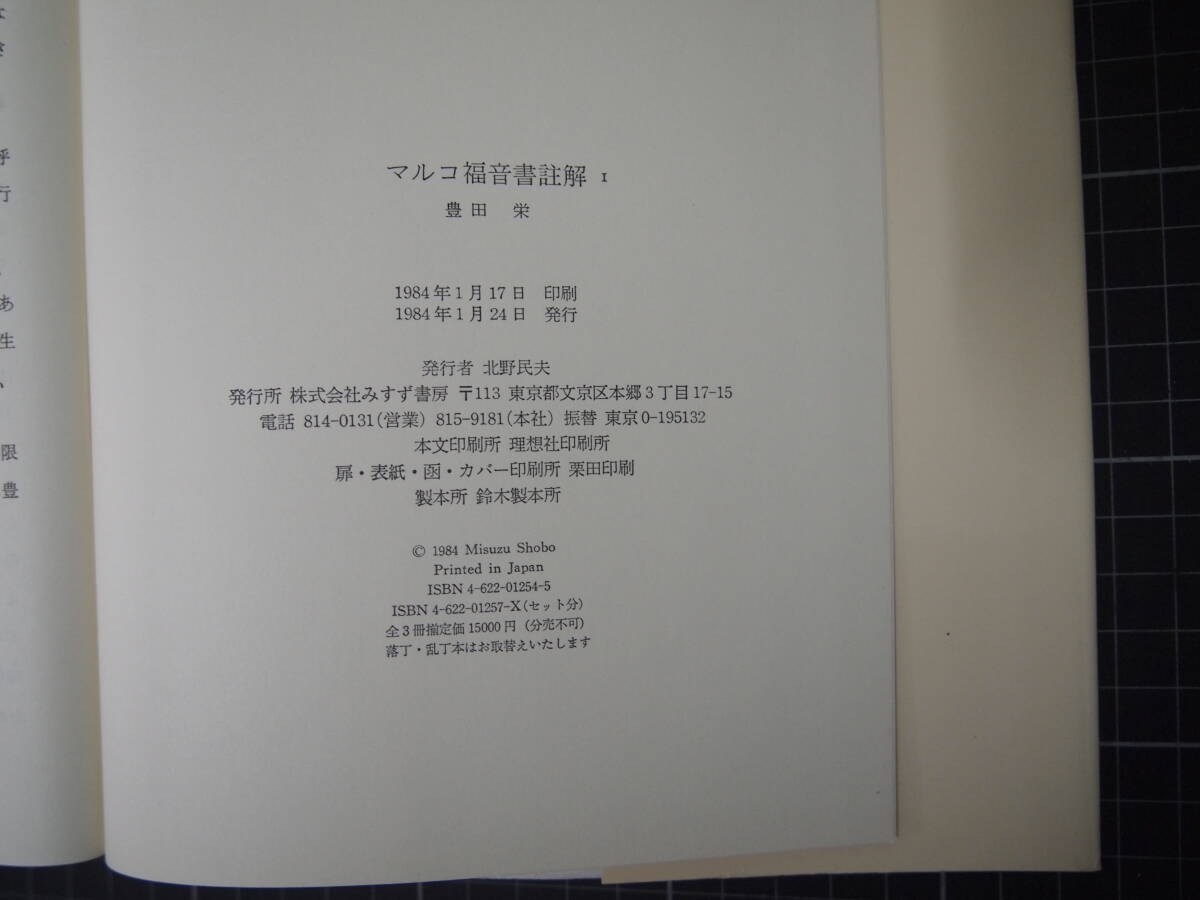 マルコ福音書註解 I
豊田 栄
1984年1月17日 印刷
1984年1月24日 発行
発行者 北野民夫
発行所 株式会社みすず書房 〒113 東京都文京区本郷3丁目17-15
電話 814-0131(営業) 815-9181(本社) 振替 東京0-195132
本文印刷所 理想社印刷所
扉・表紙・函・カバー印刷所 栗田印刷
製本所 鈴木製本所
© 1984 Misuzu Shobo
Printed in Japan
ISBN 4-622-01254-5
ISBN 4-622-01257-X(セット分)
全3冊揃定価15000円(分売不可)
落丁・乱丁本はお取替えいたします
呼
行
あ
生
い
限
豊